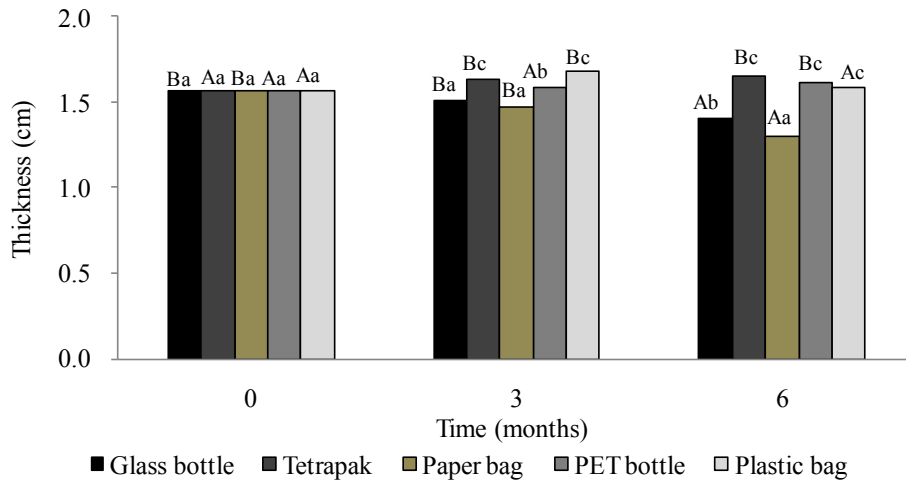 2.0
1.5
1.0
0.5
0.0
Thickness (cm)
Ba Aa Ba Aa Aa
Ba Bc Ba Ab Bc
Ab Bc Aa Bc Ac
0 3 6
Time (months)
Glass bottle Tetrapak Paper bag PET bottle Plastic bag